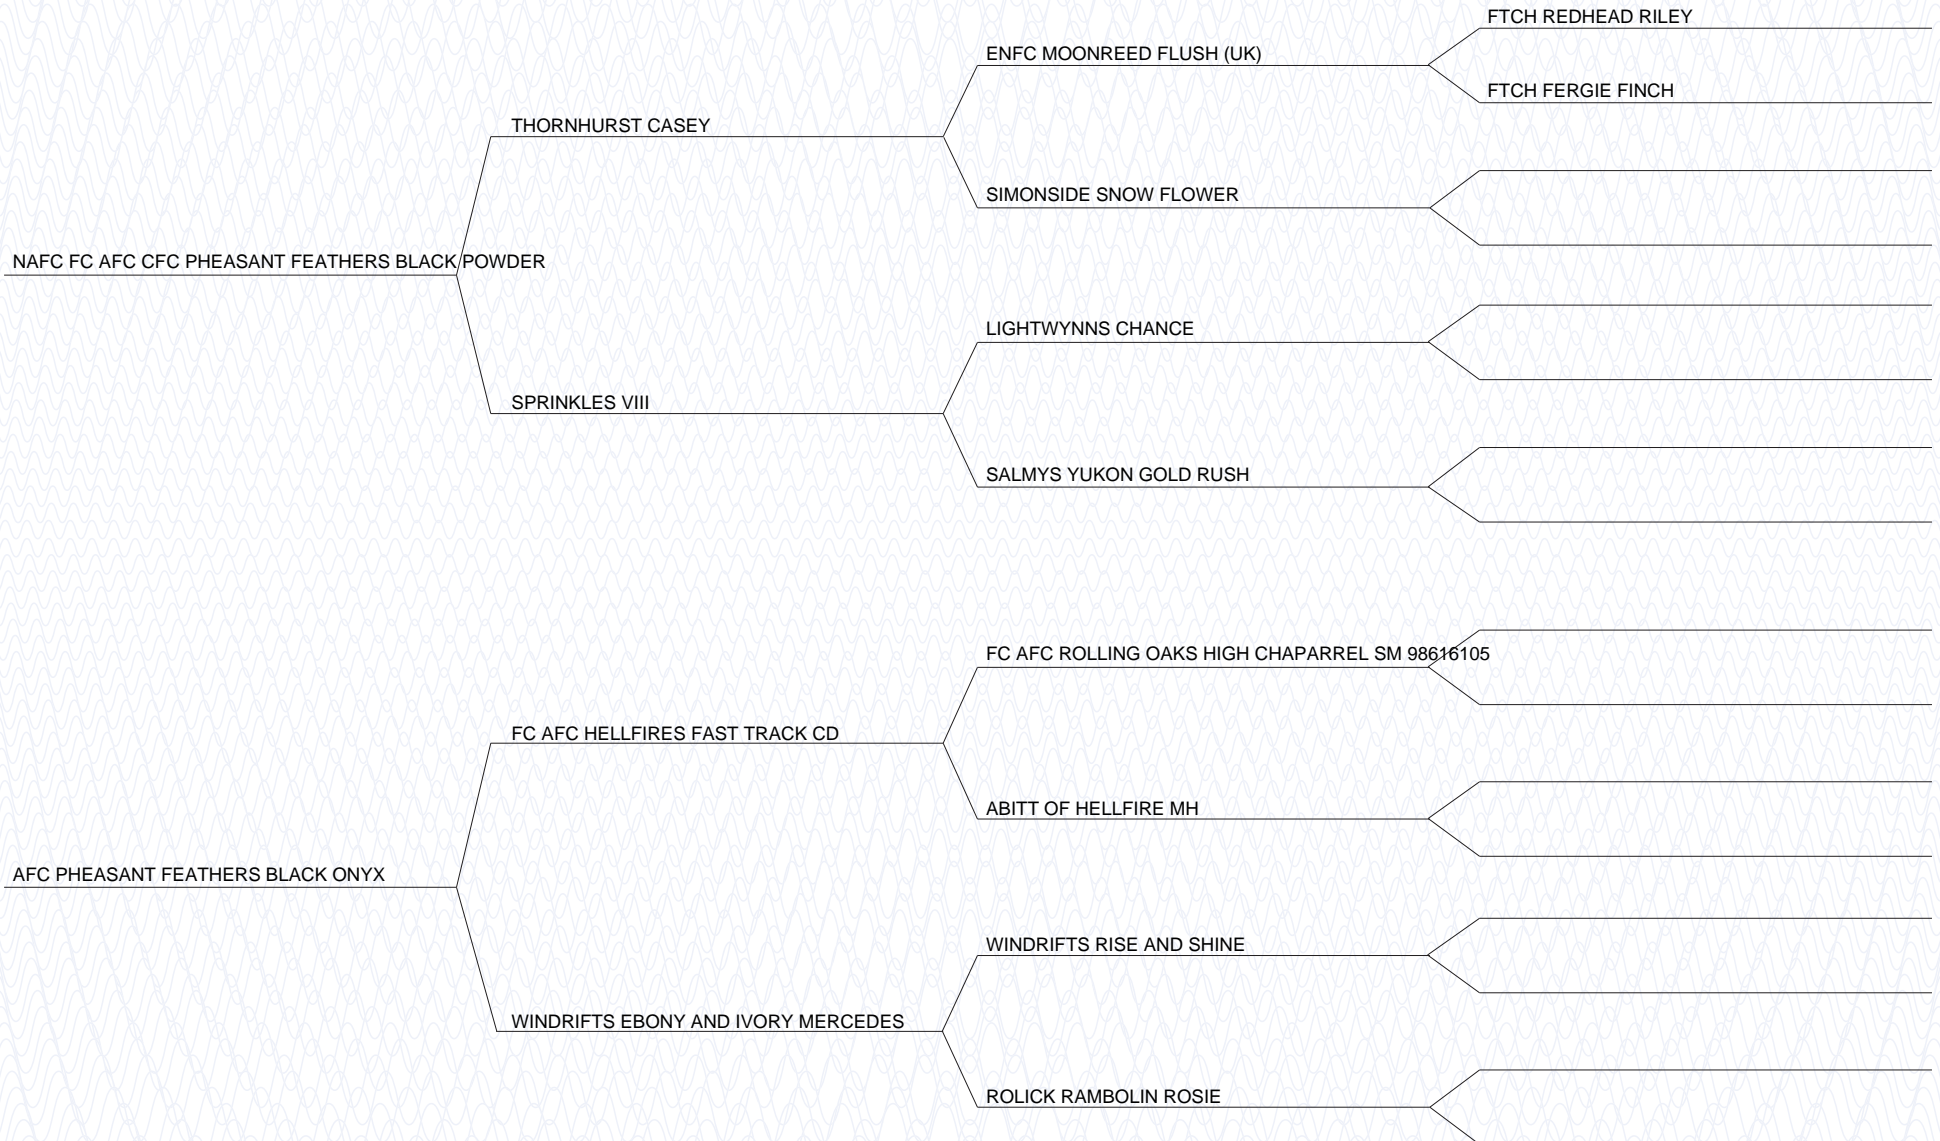 FTCH REDHEAD RILEY
ENFC MOONREED FLUSH (UK)
FTCH FERGIE FINCH
THORNHURST CASEY
SIMONSIDE SNOW FLOWER
NAFC FC AFC CFC PHEASANT FEATHERS BLACK POWDER
LIGHTWYNNS CHANCE
SPRINKLES VIII
SALMYS YUKON GOLD RUSH
FC AFC ROLLING OAKS HIGH CHAPARREL SM 98616105
FC AFC HELLFIRES FAST TRACK CD
ABITT OF HELLFIRE MH
AFC PHEASANT FEATHERS BLACK ONYX
WINDRIFTS RISE AND SHINE
WINDRIFTS EBONY AND IVORY MERCEDES
ROLICK RAMBOLIN ROSIE